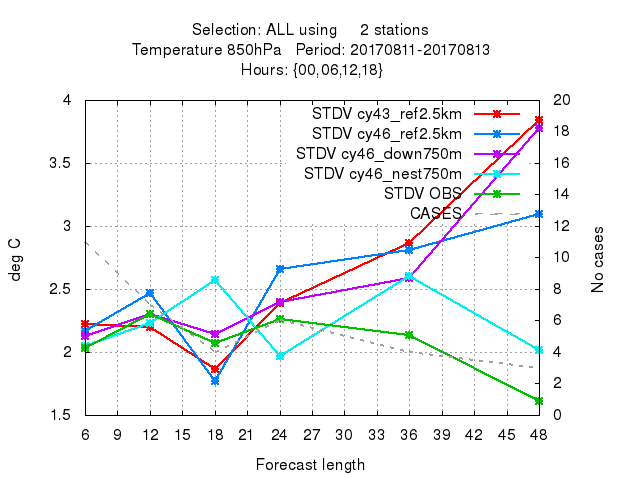 Selection: ALL using 2 stations
Temperature 850hPa Period: 20170811-20170813
Hours: {00,06,12,18}
STDV cy43_ref2.5km
STDV cy46_ref2.5km
STDV cy46_down750m
STDV cy46_nest750m
STDV OBS
CASES
deg C
4
3.5
3
2.5
2
1.5
No cases
20
18
16
14
12
10
8
6
4
2
0
6 9 12 15 18 21 24 27 30 33 36 39 42 45 48
Forecast length